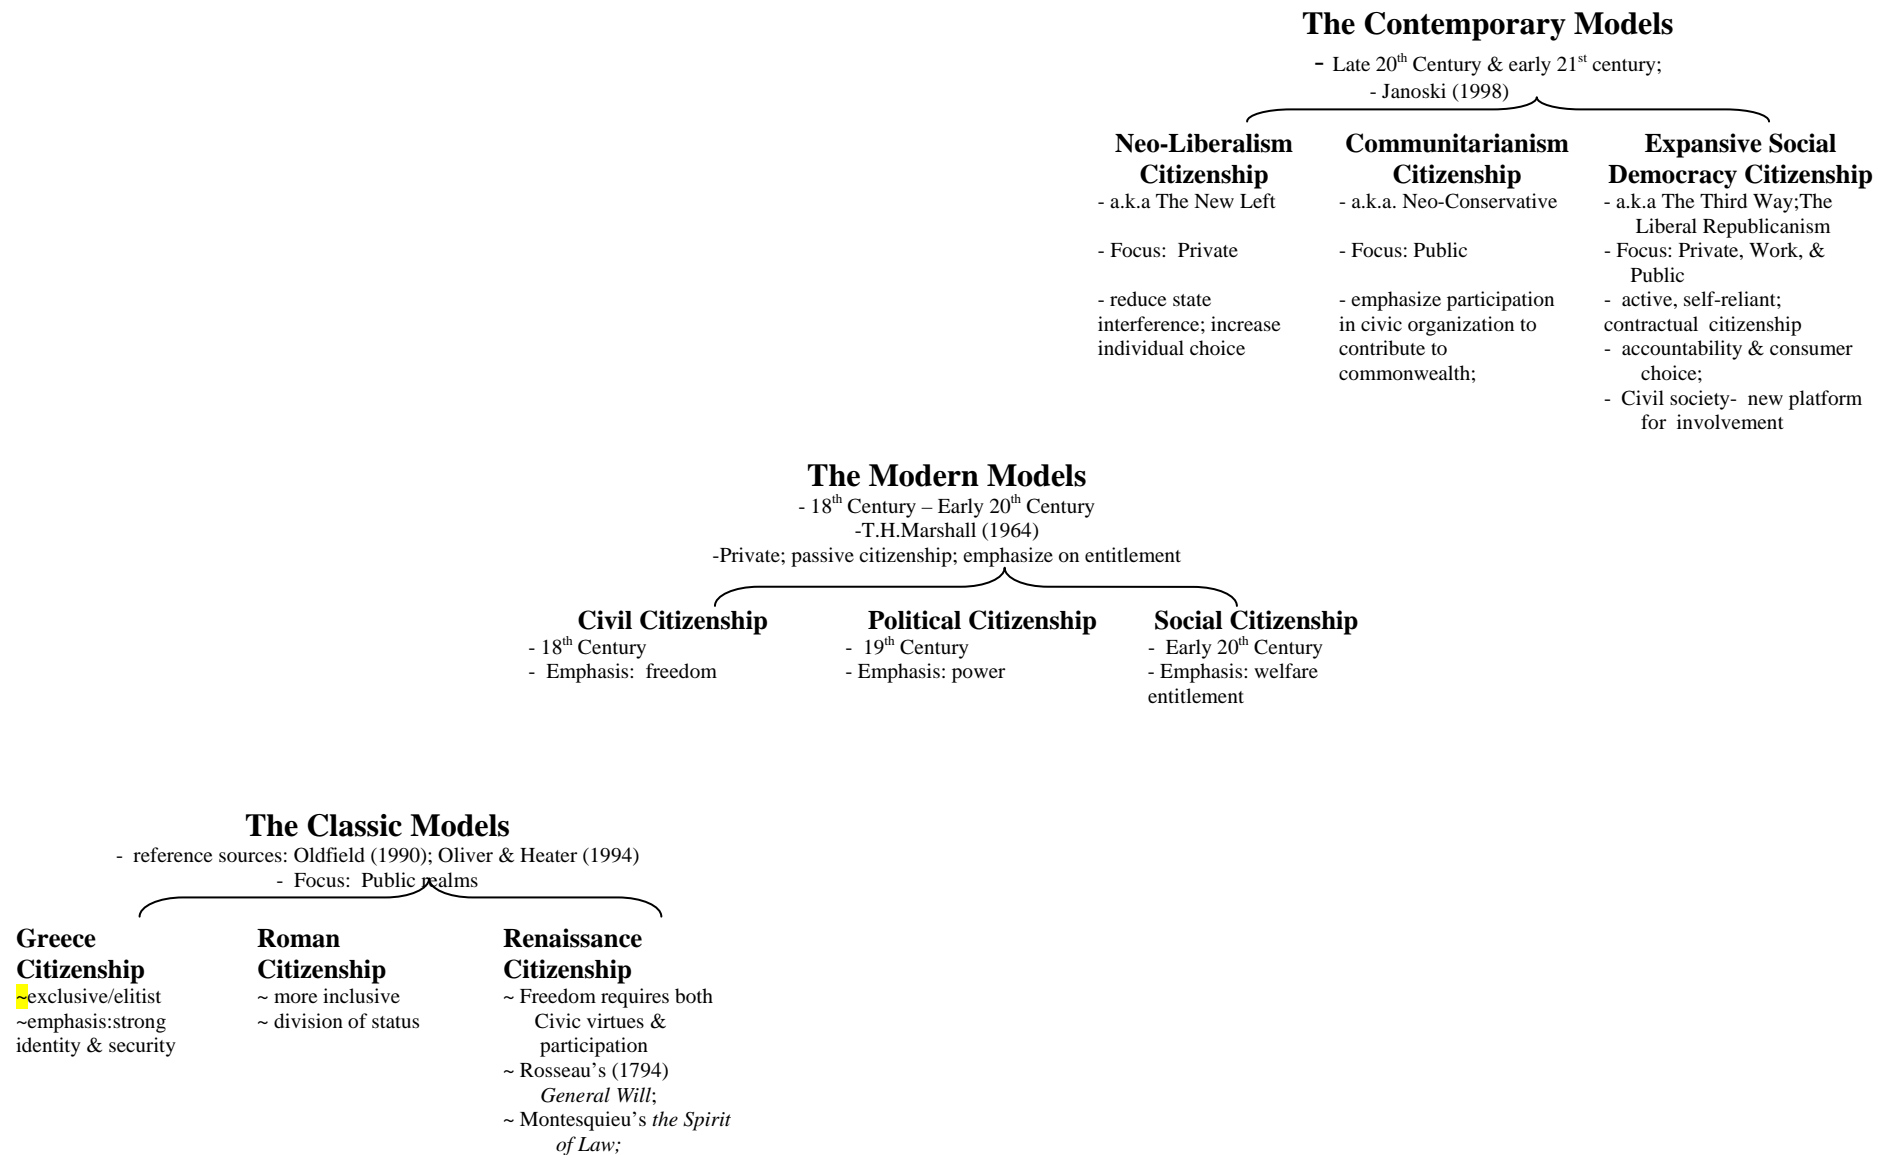 The Contemporary Models
- Late 20th Century & early 21st century;
- Janoski (1998)
Neo-Liberalism
Citizenship
- a.k.a The New Left
- Focus: Private
- reduce state
interference; increase
individual choice
Communitarianism
Citizenship
- a.k.a. Neo-Conservative
- Focus: Public
- emphasize participation
in civic organization to
contribute to
commonwealth;
Expansive Social
Democracy Citizenship
- a.k.a The Third Way;The
Liberal Republicanism
- Focus: Private, Work, &
Public
- active, self-reliant;
contractual citizenship
- accountability & consumer
choice;
- Civil society- new platform
for involvement
The Modern Models
- 18th Century – Early 20th Century
-T.H.Marshall (1964)
-Private; passive citizenship; emphasize on entitlement
Civil Citizenship
- 18th Century
- Emphasis: freedom
Political Citizenship
- 19th Century
- Emphasis: power
Social Citizenship
- Early 20th Century
- Emphasis: welfare
entitlement
The Classic Models
- reference sources: Oldfield (1990); Oliver & Heater (1994)
- Focus: Public realms
Greece
Citizenship
~exclusive/elitist
~emphasis:strong
identity & security
Roman
Citizenship
~ more inclusive
~ division of status
Renaissance
Citizenship
~ Freedom requires both
Civic virtues &
participation
~ Rosseau’s (1794)
General Will;
~ Montesquieu’s the Spirit
of Law;